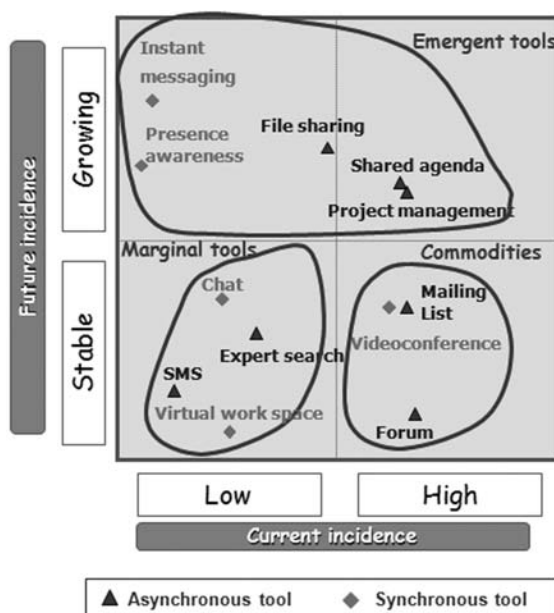 Instant
messaging
Emergent tools
File sharing
Presence
awareness
Shared agenda
Project management
Marginal tools
Commodities
Chat
Mailing
List
Expert search
Videoconference
SMS
Virtual work space
Forum
Future incidence
Growing
Stable
Low
High
Current incidence
Asynchronous tool
Synchronous tool